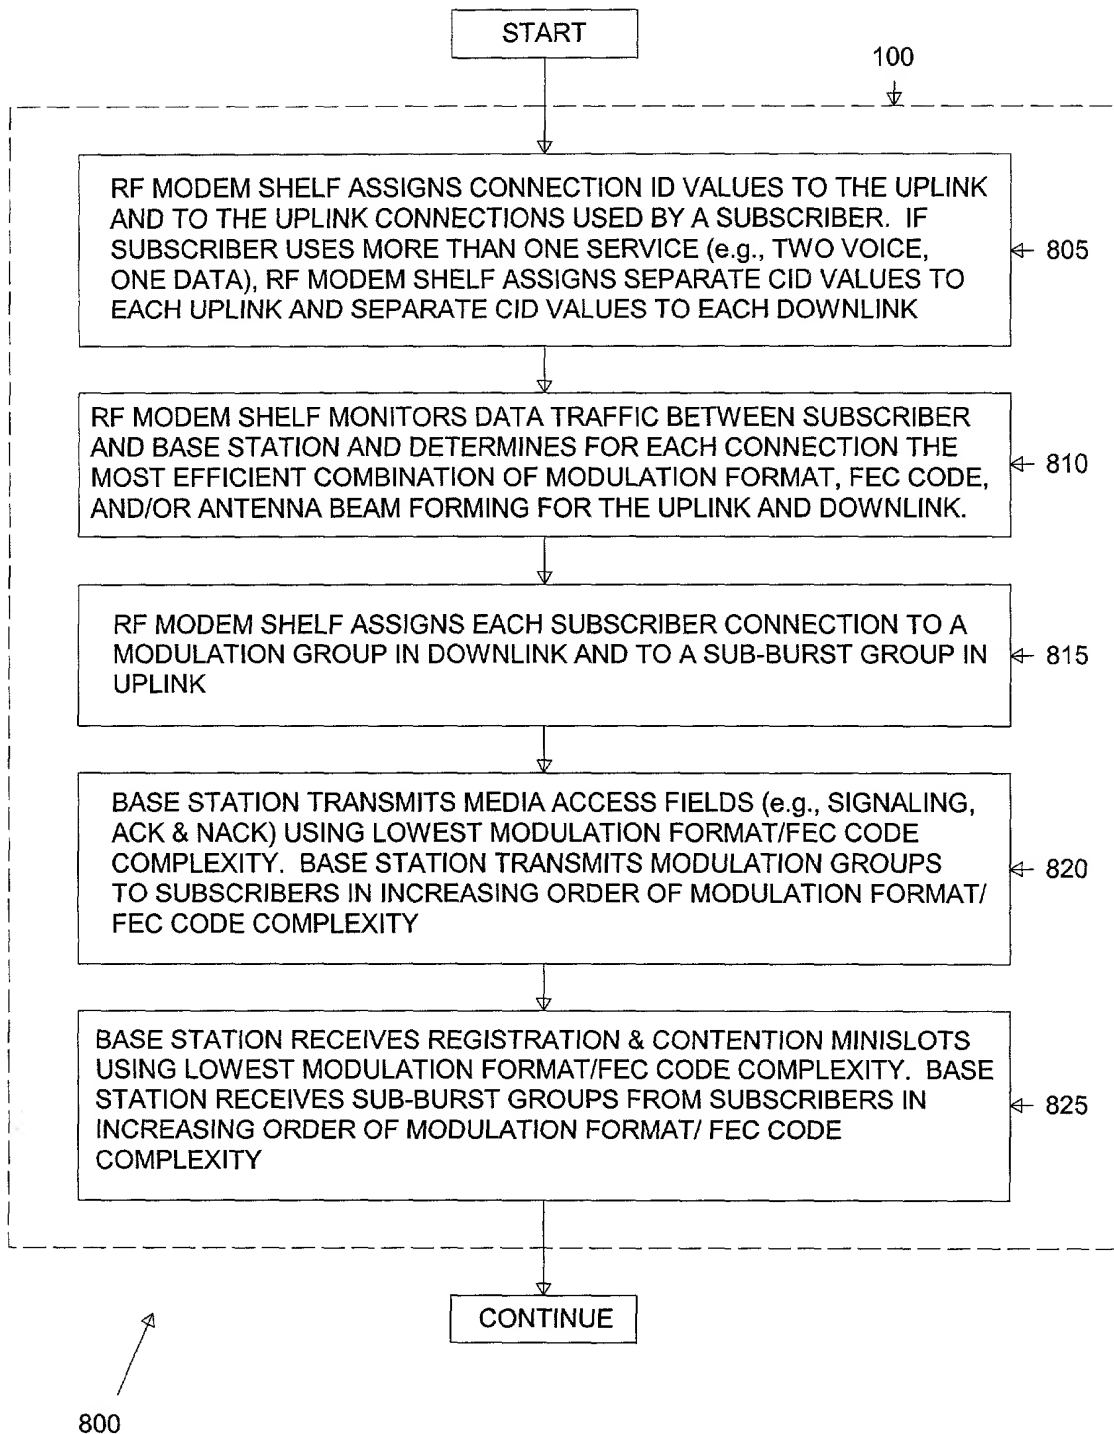 START
100
RF MODEM SHELF ASSIGNS CONNECTION ID VALUES TO THE UPLINK
AND TO THE UPLINK CONNECTIONS USED BY A SUBSCRIBER. IF
SUBSCRIBER USES MORE THAN ONE SERVICE (e.g., TWO VOICE,
ONE DATA), RF MODEM SHELF ASSIGNS SEPARATE CID VALUES TO
EACH UPLINK AND SEPARATE CID VALUES TO EACH DOWNLINK
805
RF MODEM SHELF MONITORS DATA TRAFFIC BETWEEN SUBSCRIBER
AND BASE STATION AND DETERMINES FOR EACH CONNECTION THE
MOST EFFICIENT COMBINATION OF MODULATION FORMAT, FEC CODE,
AND/OR ANTENNA BEAM FORMING FOR THE UPLINK AND DOWNLINK.
810
RF MODEM SHELF ASSIGNS EACH SUBSCRIBER CONNECTION TO A
MODULATION GROUP IN DOWNLINK AND TO A SUB-BURST GROUP IN
UPLINK
815
BASE STATION TRANSMITS MEDIA ACCESS FIELDS (e.g., SIGNALING,
ACK & NACK) USING LOWEST MODULATION FORMAT/FEC CODE
COMPLEXITY. BASE STATION TRANSMITS MODULATION GROUPS
TO SUBSCRIBERS IN INCREASING ORDER OF MODULATION FORMAT/
FEC CODE COMPLEXITY
820
BASE STATION RECEIVES REGISTRATION & CONTENTION MINISLOTS
USING LOWEST MODULATION FORMAT/FEC CODE COMPLEXITY. BASE
STATION RECEIVES SUB-BURST GROUPS FROM SUBSCRIBERS IN
INCREASING ORDER OF MODULATION FORMAT/ FEC CODE
COMPLEXITY
825
CONTINUE
800